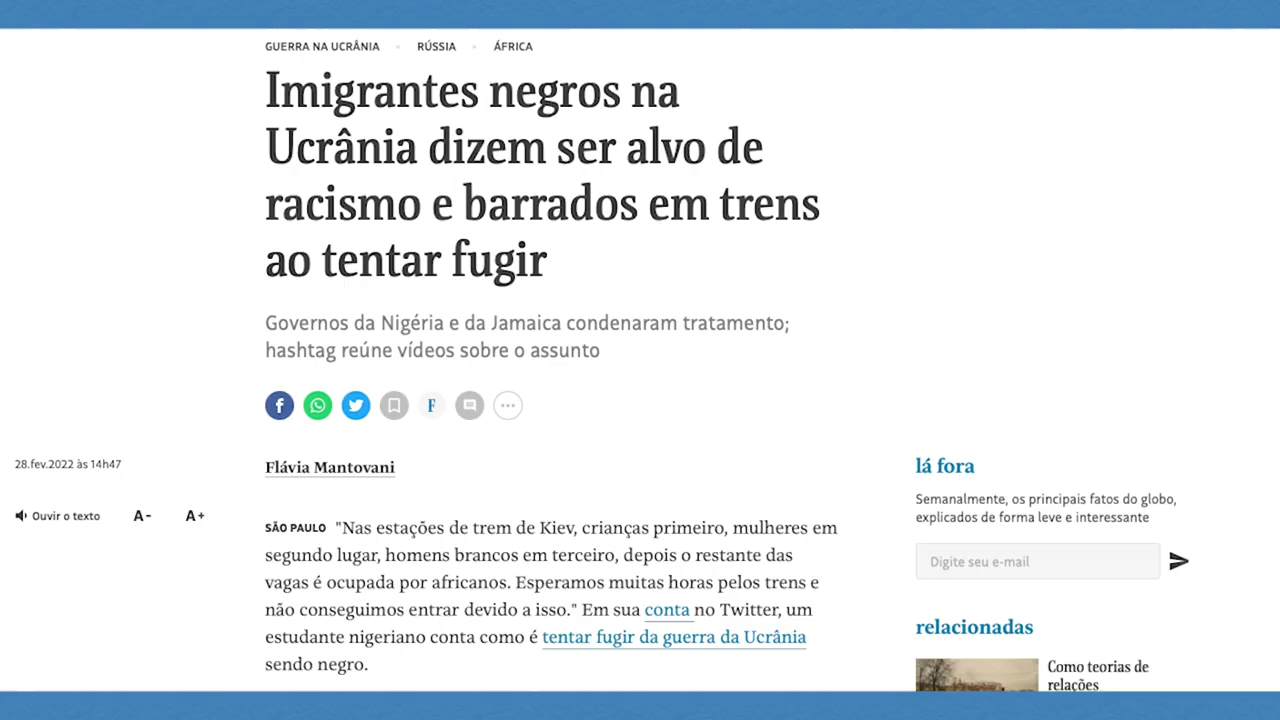 GUERRA NA UCRÂNIA • RÚSSIA • ÁFRICA
Imigrantes negros na
Ucrânia dizem ser alvo de
racismo e barrados em trens
ao tentar fugir
Governos da Nigéria e da Jamaica condenaram tratamento;
hashtag reúne vídeos sobre o assunto
F
28.fev.2022 às 14h47
Ouvir o texto A- A+
Flávia Mantovani
SÃO PAULO "Nas estações de trem de Kiev, crianças primeiro, mulheres em
segundo lugar, homens brancos em terceiro, depois o restante das
vagas é ocupada por africanos. Esperamos muitas horas pelos trens e
não conseguimos entrar devido a isso." Em sua conta no Twitter, um
estudante nigeriano conta como é tentar fugir da guerra da Ucrânia
sendo negro.
lá fora
Semanalmente, os principais fatos do globo,
explicados de forma leve e interessante
Digite seu e-mail
relacionadas
Como teorias de
relações